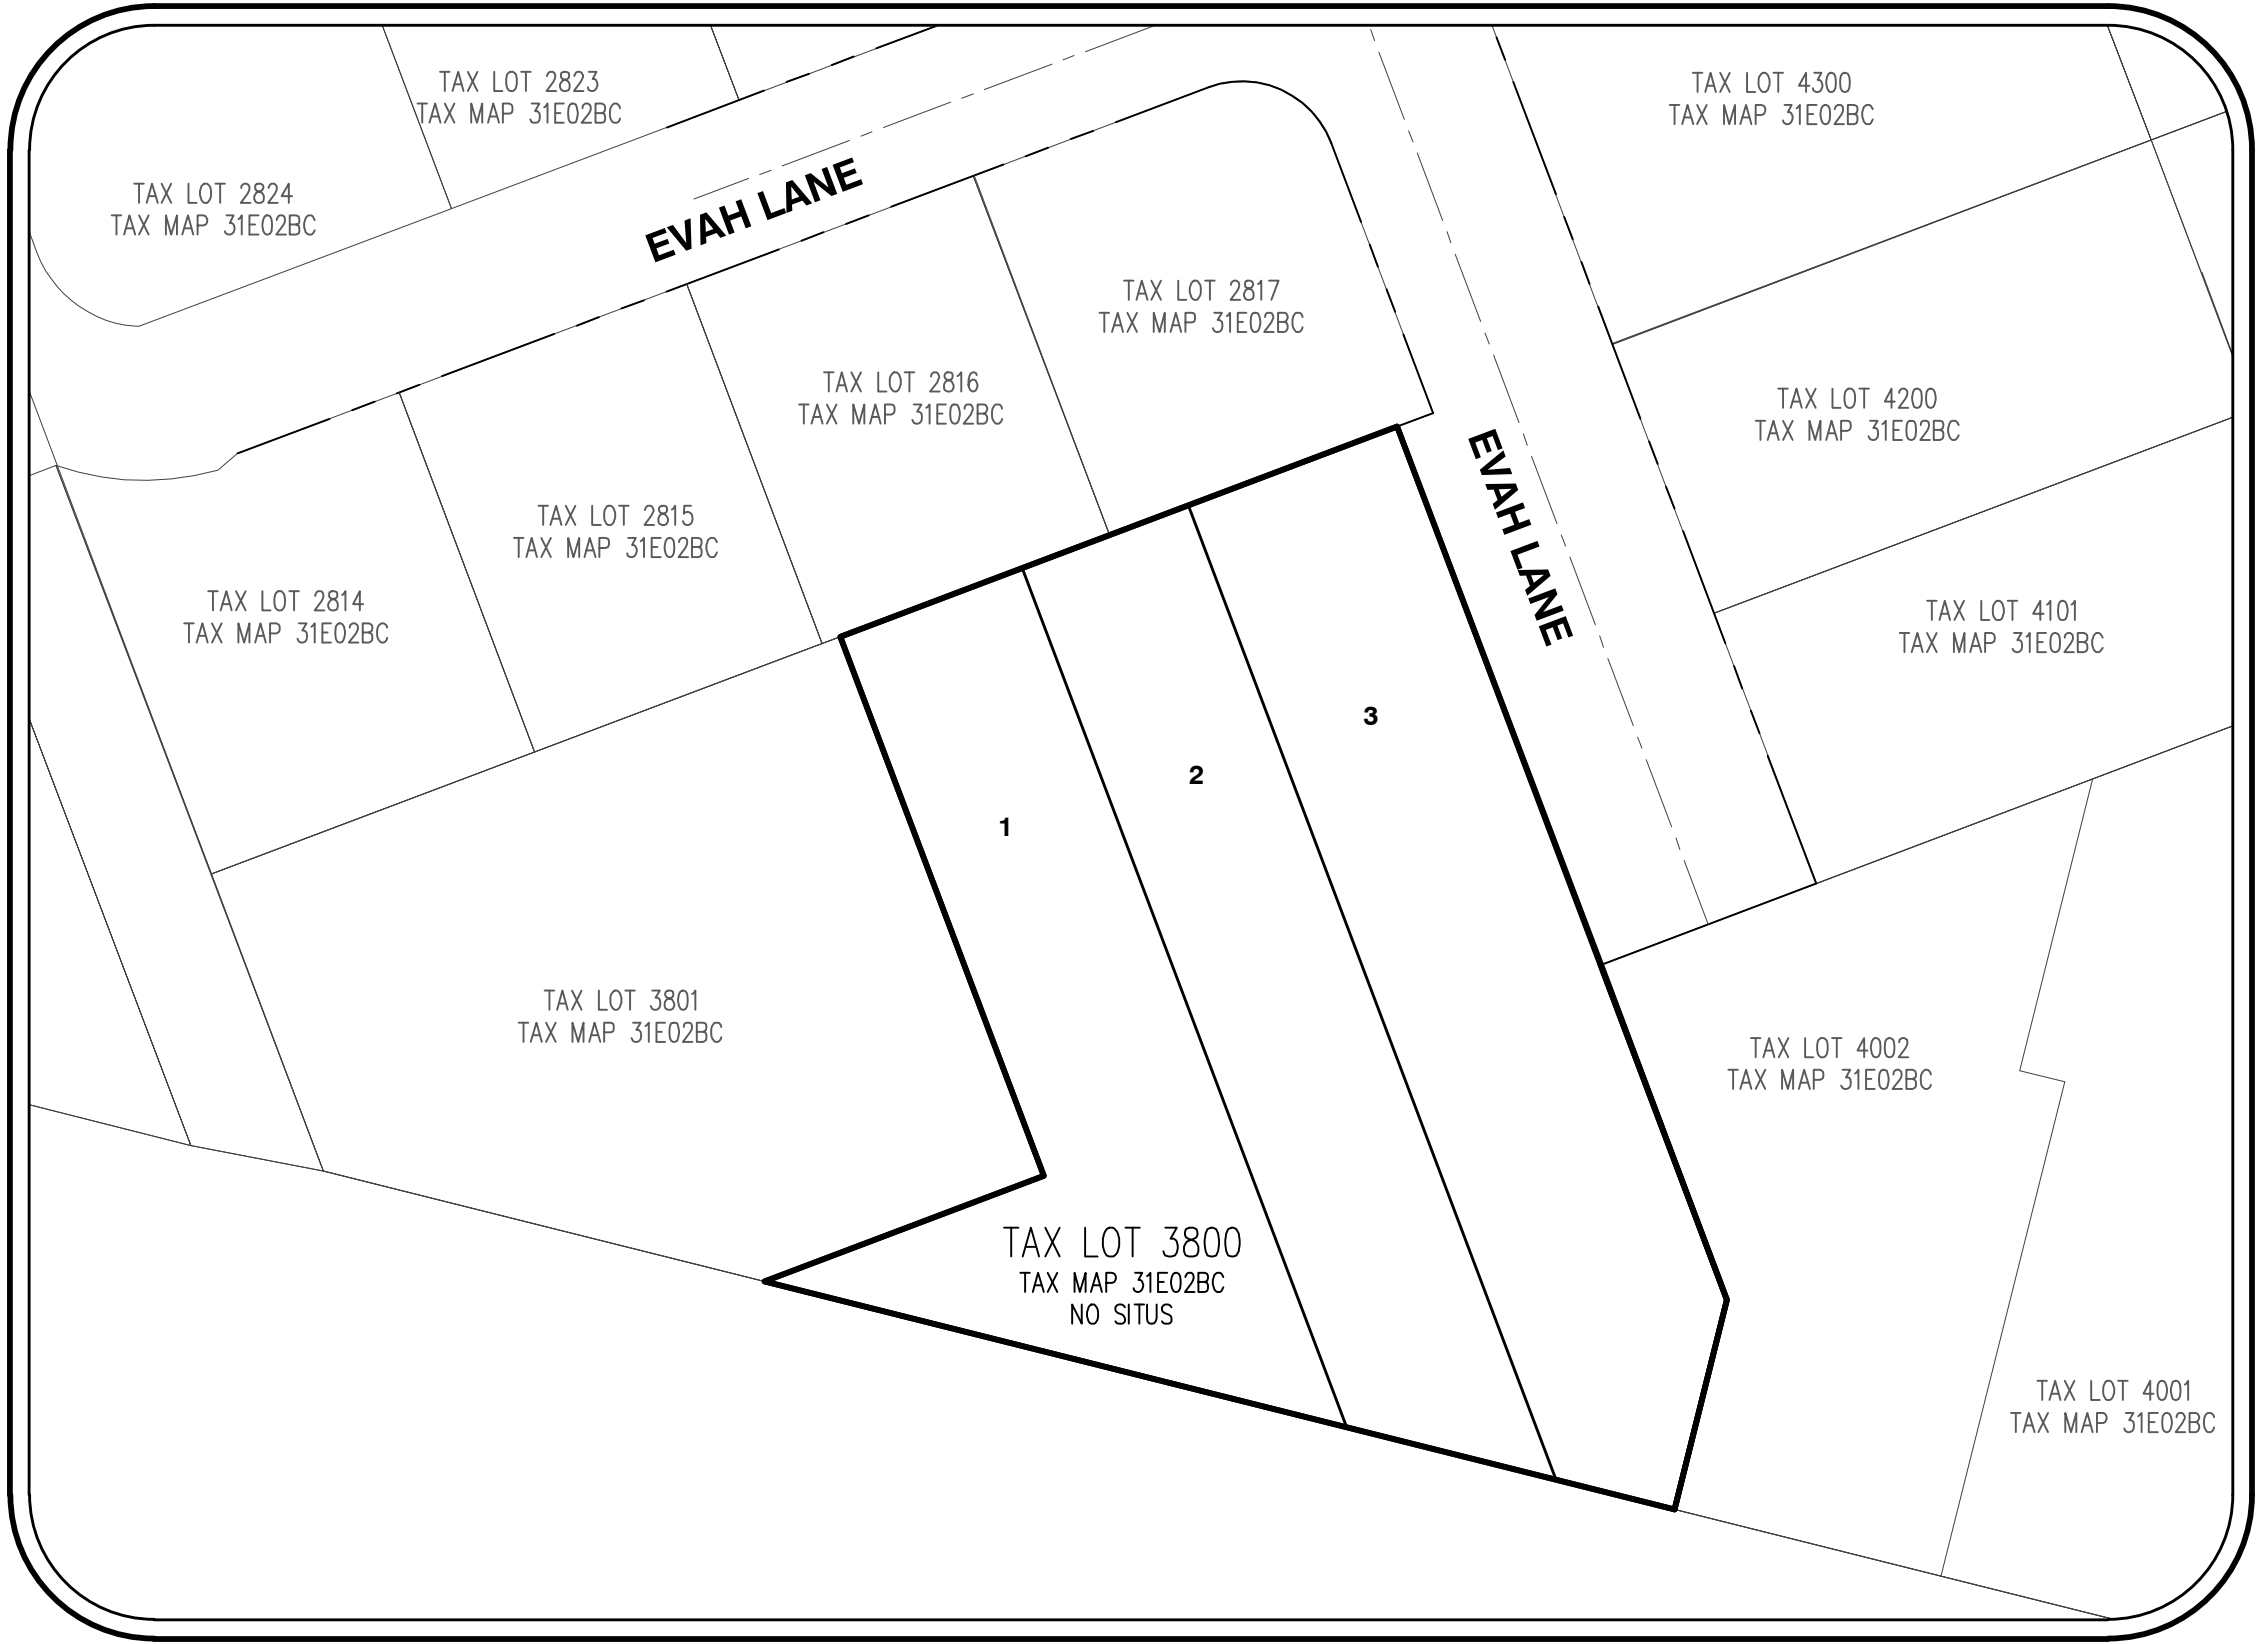 TAX LOT 2823
TAX MAP 31E02BC
TAX LOT 4300
TAX MAP 31E02BC
TAX LOT 2824
TAX MAP 31E02BC
EVAH LANE
TAX LOT 2817
TAX MAP 31E02BC
TAX LOT 2816
TAX MAP 31E02BC
TAX LOT 4200
TAX MAP 31E02BC
EVAH LANE
TAX LOT 2815
TAX MAP 31E02BC
TAX LOT 2814
TAX MAP 31E02BC
TAX LOT 4101
TAX MAP 31E02BC
3
2
1
TAX LOT 3801
TAX MAP 31E02BC
TAX LOT 4002
TAX MAP 31E02BC
TAX LOT 3800
TAX MAP 31E02BC
NO SITUS
TAX LOT 4001
TAX MAP 31E02BC